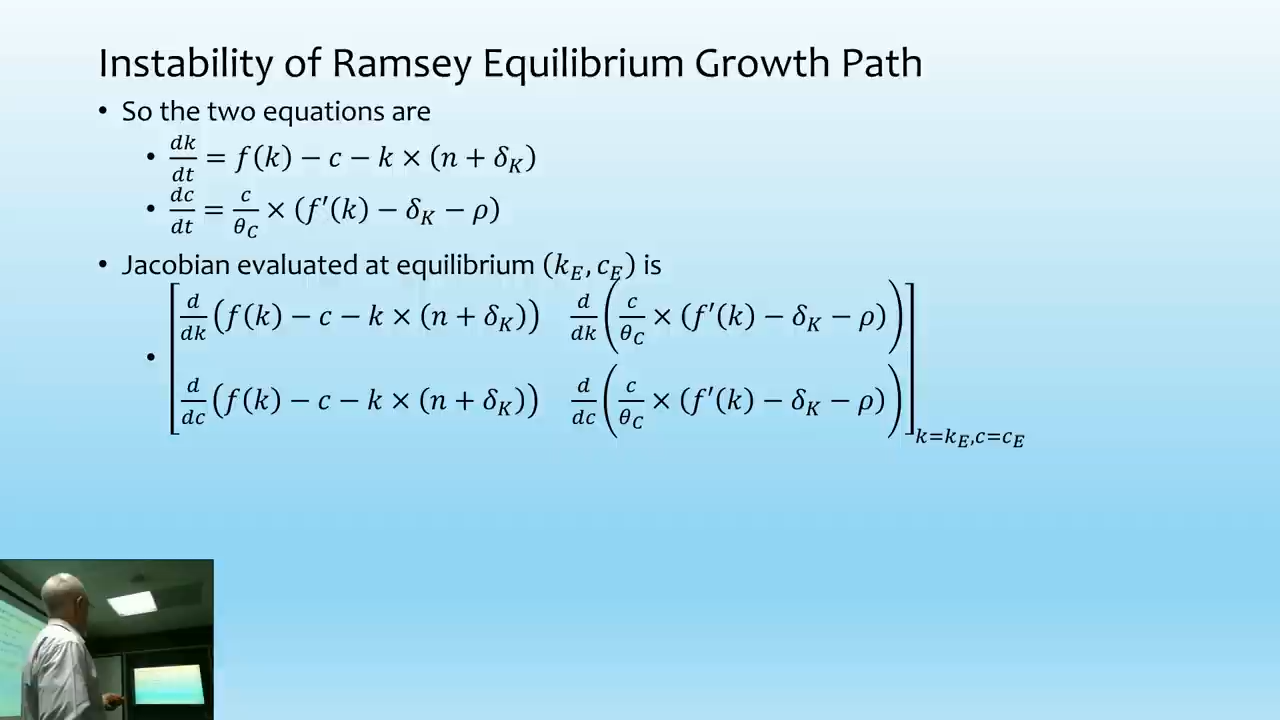 Instability of Ramsey Equilibrium Growth Path
• So the two equations are
• dk/dt = f(k) − c − k × (n + δ_K)
• dc/dt = c/θ_C × (f′(k) − δ_K − ρ)
• Jacobian evaluated at equilibrium (k_E, c_E) is
• [ d/dk (f(k) − c − k × (n + δ_K)) d/dk (c/θ_C × (f′(k) − δ_K − ρ))
d/dc (f(k) − c − k × (n + δ_K)) d/dc (c/θ_C × (f′(k) − δ_K − ρ)) ]_{k=k_E,c=c_E}